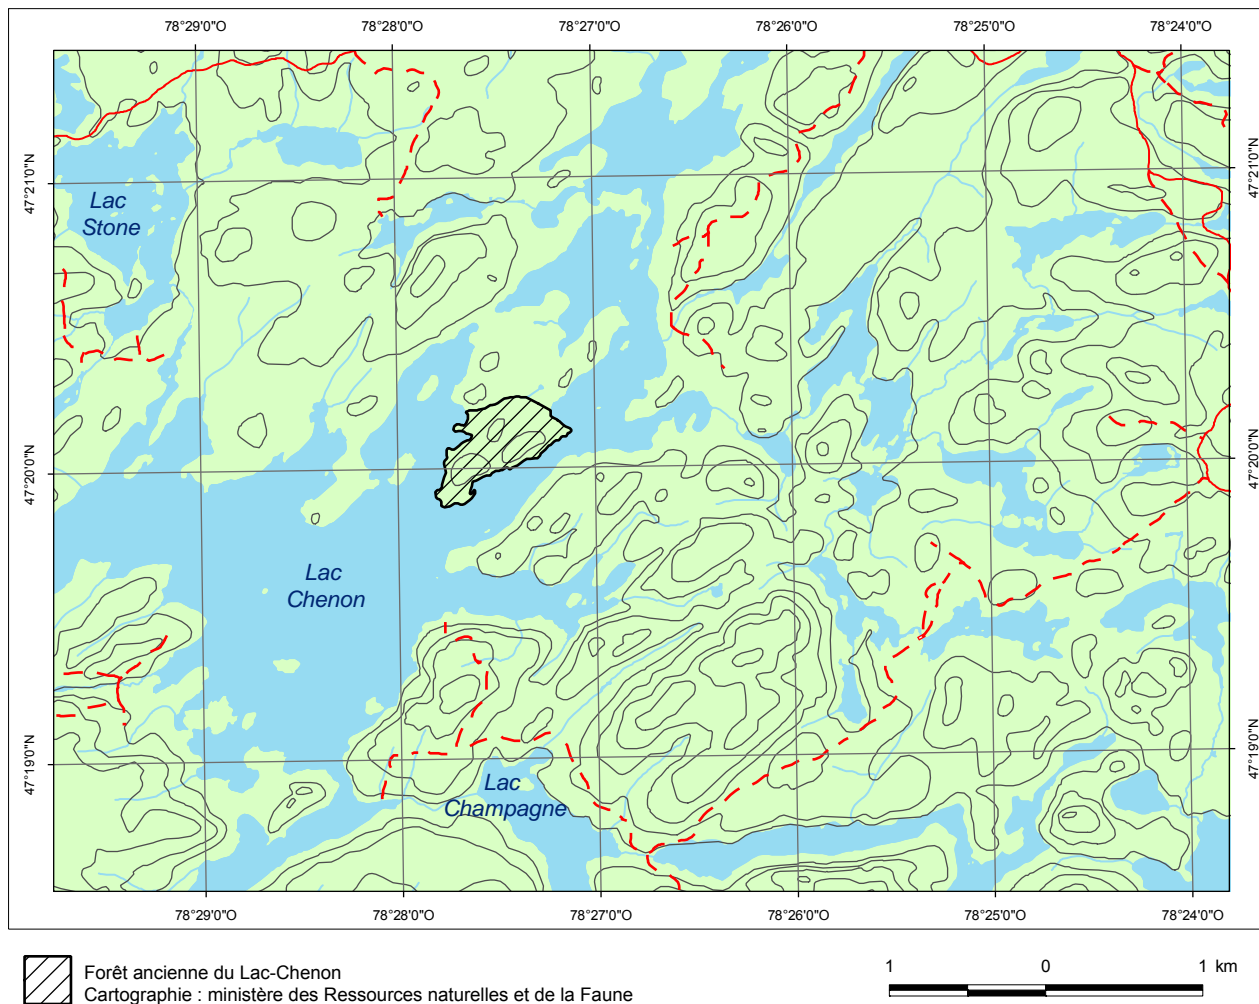 78°29'0"O 78°28'0"O 78°27'0"O 78°26'0"O 78°25'0"O 78°24'0"O
47°21'0"N
47°21'0"N
Lac
Stone
47°20'0"N
47°20'0"N
Lac
Chenon
47°19'0"N
47°19'0"N
Lac
Champagne
78°29'0"O 78°28'0"O 78°27'0"O 78°26'0"O 78°25'0"O 78°24'0"O
Forêt ancienne du Lac-Chenon
Cartographie : ministère des Ressources naturelles et de la Faune
1 0 1 km